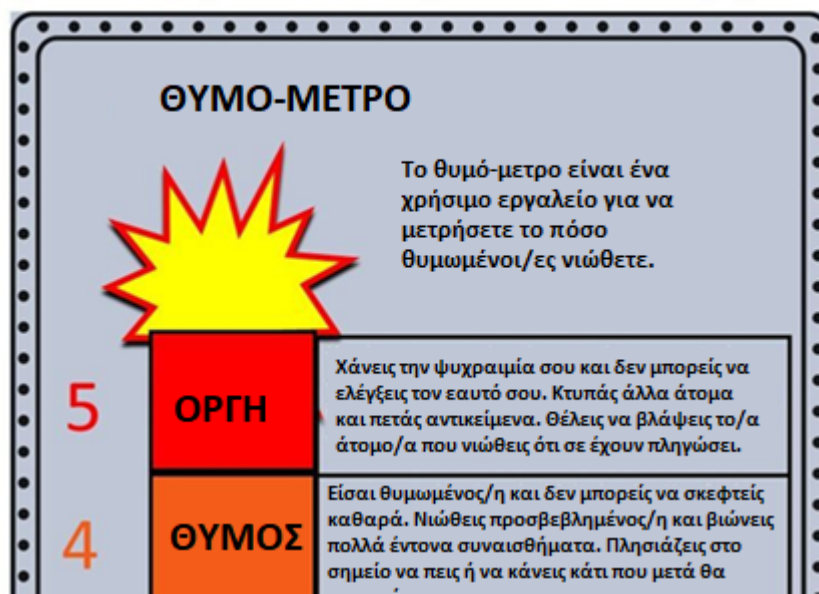 ΘΥΜΟ-ΜΕΤΡΟ
Το θυμό-μετρο είναι ένα
χρήσιμο εργαλείο για να
μετρήσετε το πόσο
θυμωμένοι/ες νιώθετε.
5
ΟΡΓΗ
Χάνεις την ψυχραιμία σου και δεν μπορείς να
ελέγξεις τον εαυτό σου. Κτυπάς άλλα άτομα
και πετάς αντικείμενα. Θέλεις να βλάψεις το/α
άτομο/α που νιώθεις ότι σε έχουν πληγώσει.
4
ΘΥΜΟΣ
Είσαι θυμωμένος/η και δεν μπορείς να σκεφτείς
καθαρά. Νιώθεις προσβεβλημένος/η και βιώνεις
πολλά έντονα συναισθήματα. Πλησιάζεις στο
σημείο να πεις ή να κάνεις κάτι που μετά θα